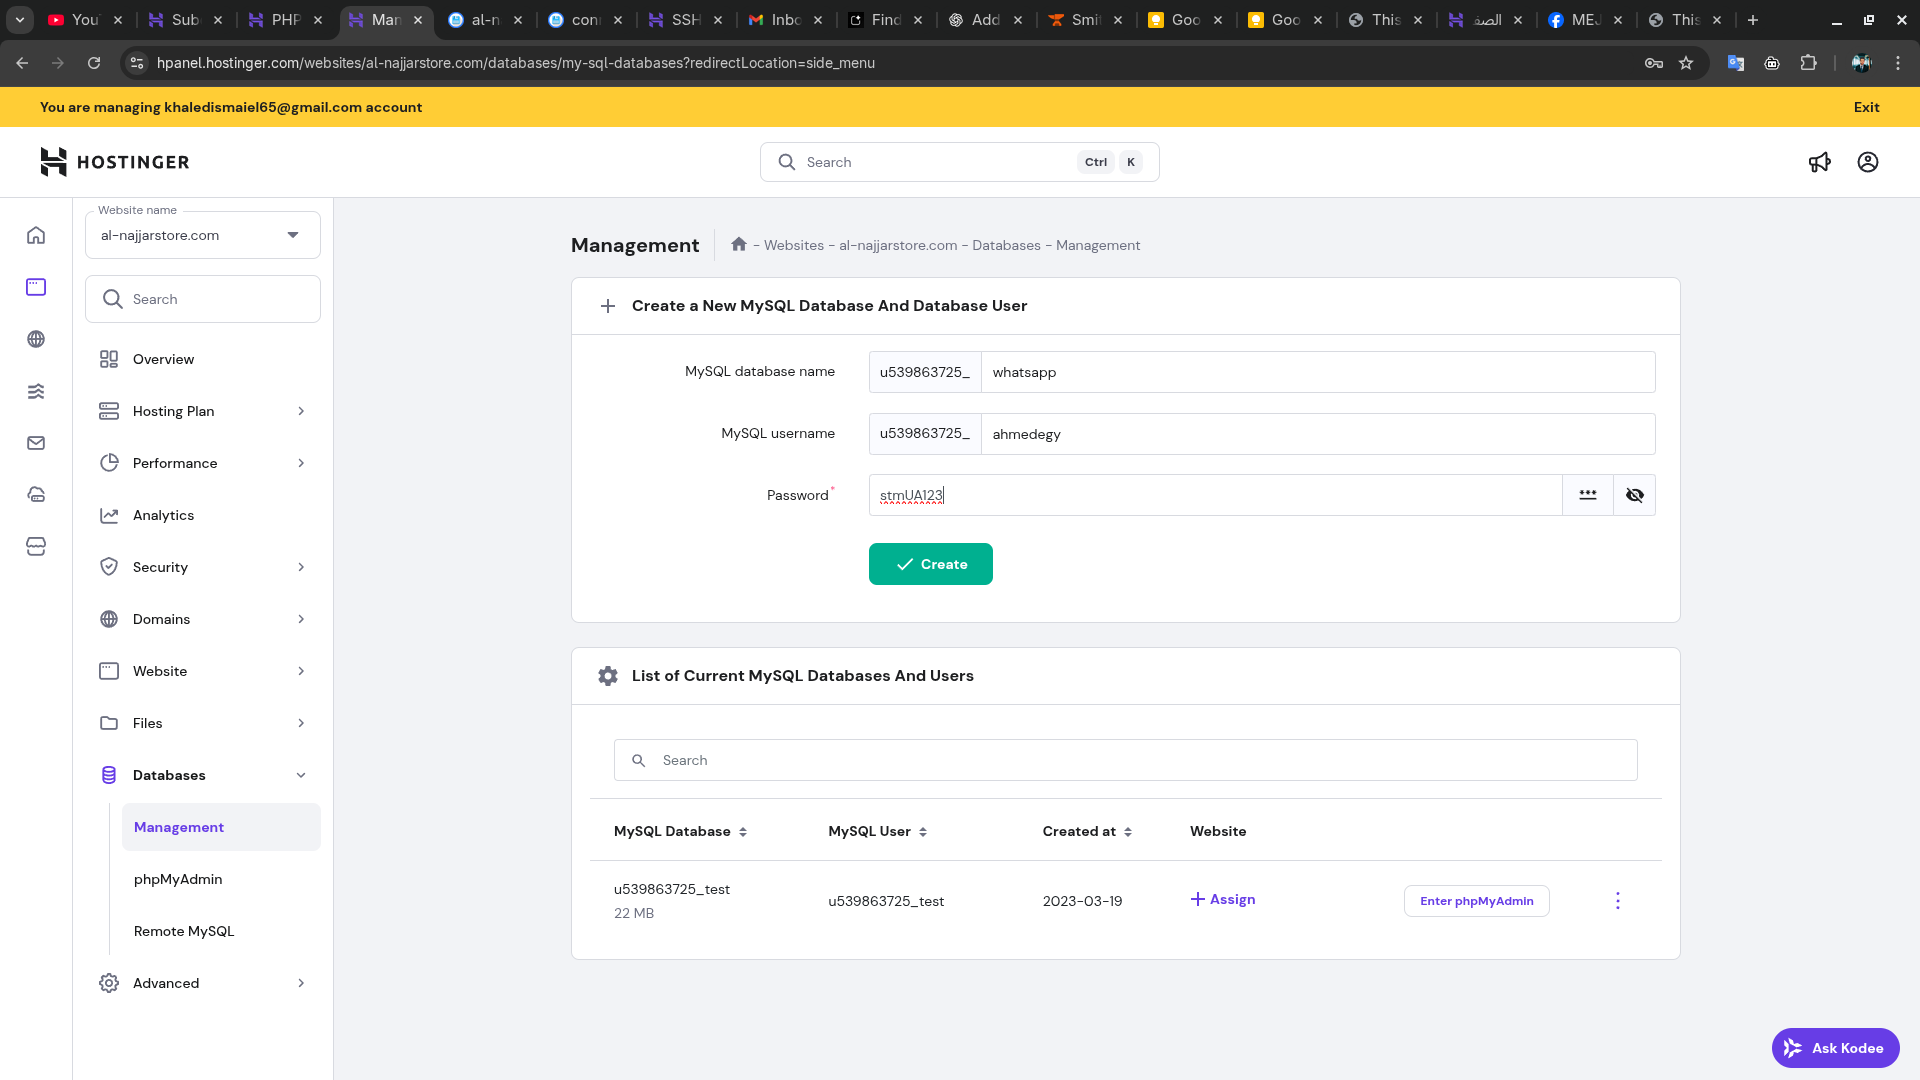 You
Sub
PHP
Man
al-n
con
SSH
Inbo
Find
Add
Smit
Goo
Goo
This
الصف
MEJ
This
hpanel.hostinger.com/websites/al-najjarstore.com/databases/my-sql-databases?redirectLocation=side_menu
You are managing khaledismaiel65@gmail.com account
Exit
HOSTINGER
Search
Ctrl
K
Website name
al-najjarstore.com
Search
Overview
Hosting Plan
Performance
Analytics
Security
Domains
Website
Files
Databases
Management
phpMyAdmin
Remote MySQL
Advanced
Management
- Websites - al-najjarstore.com - Databases - Management
Create a New MySQL Database And Database User
MySQL database name
u539863725_
whatsapp
MySQL username
u539863725_
ahmedegy
Password*
stmUA123
Create
List of Current MySQL Databases And Users
Search
MySQL Database
MySQL User
Created at
Website
u539863725_test
22 MB
u539863725_test
2023-03-19
Assign
Enter phpMyAdmin
Ask Kodee